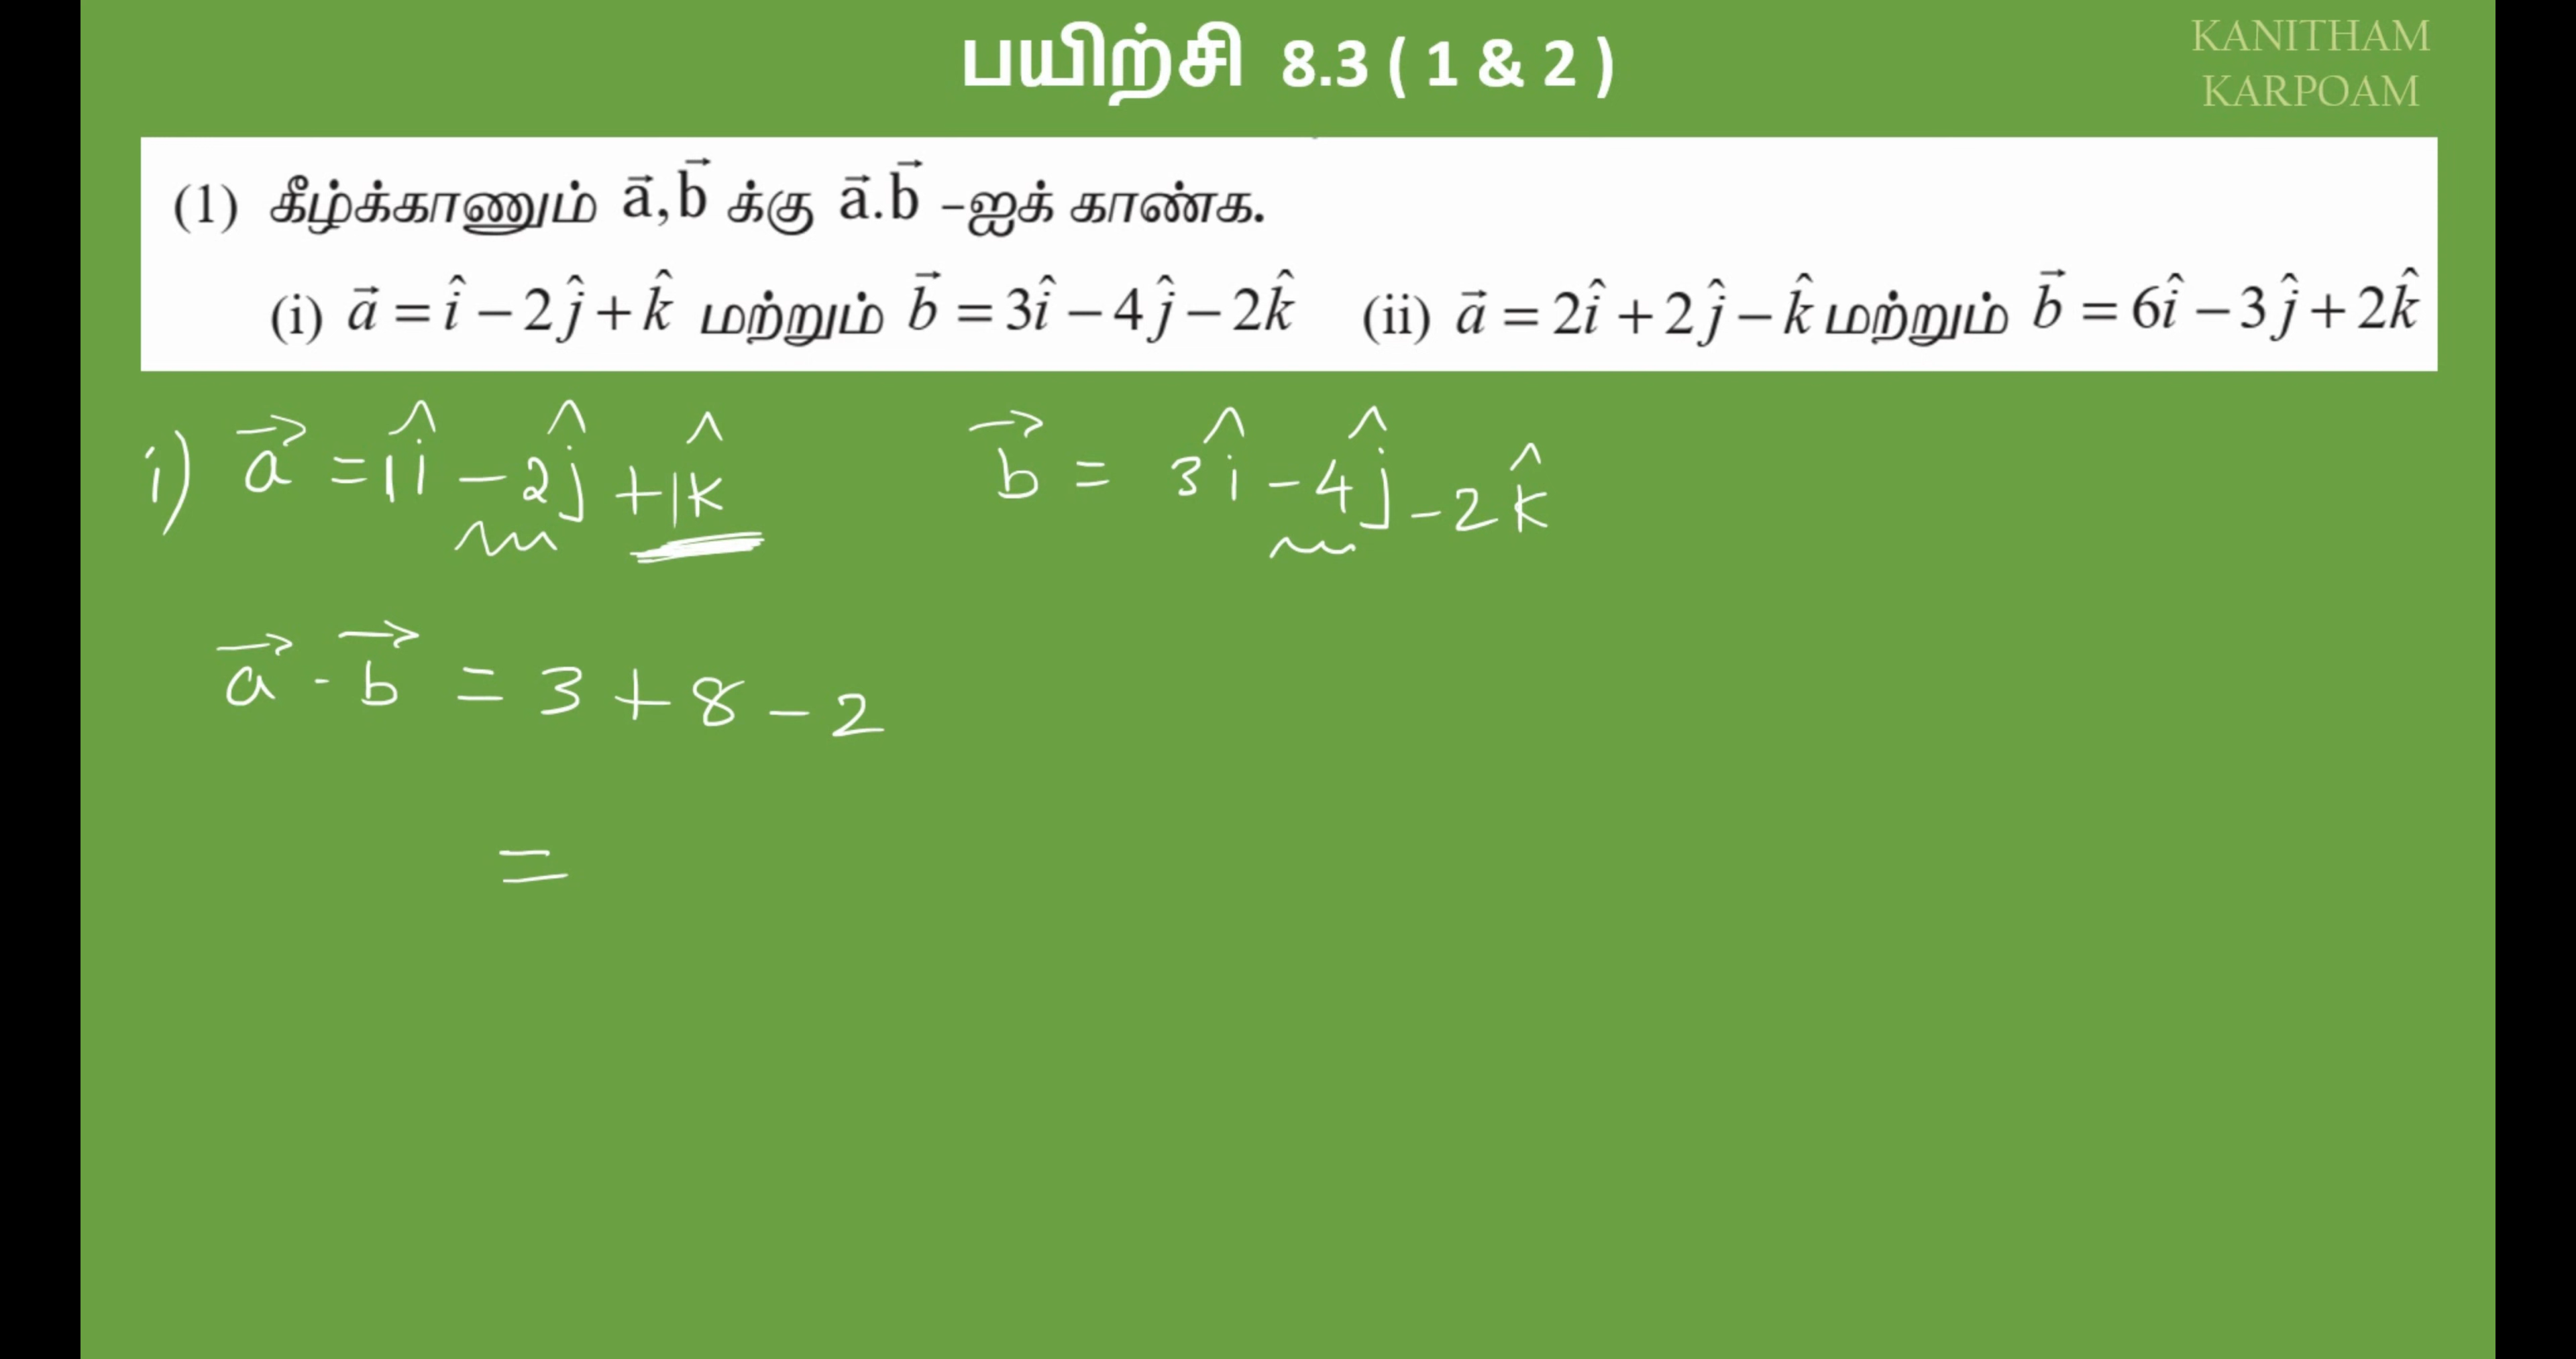 பயிற்சி 8.3 ( 1 & 2 )
KANITHAM
KARPOAM
(1) கீழ்க்காணும் a⃗, b⃗ க்கு a⃗.b⃗ –ஐக் காண்க.
(i) a⃗ = î − 2ĵ + k̂ மற்றும் b⃗ = 3î − 4ĵ − 2k̂ (ii) a⃗ = 2î + 2ĵ − k̂ மற்றும் b⃗ = 6î − 3ĵ + 2k̂
i) a⃗ = 1î − 2ĵ + 1k̂ b⃗ = 3î − 4ĵ − 2k̂
a⃗ · b⃗ = 3 + 8 − 2
=